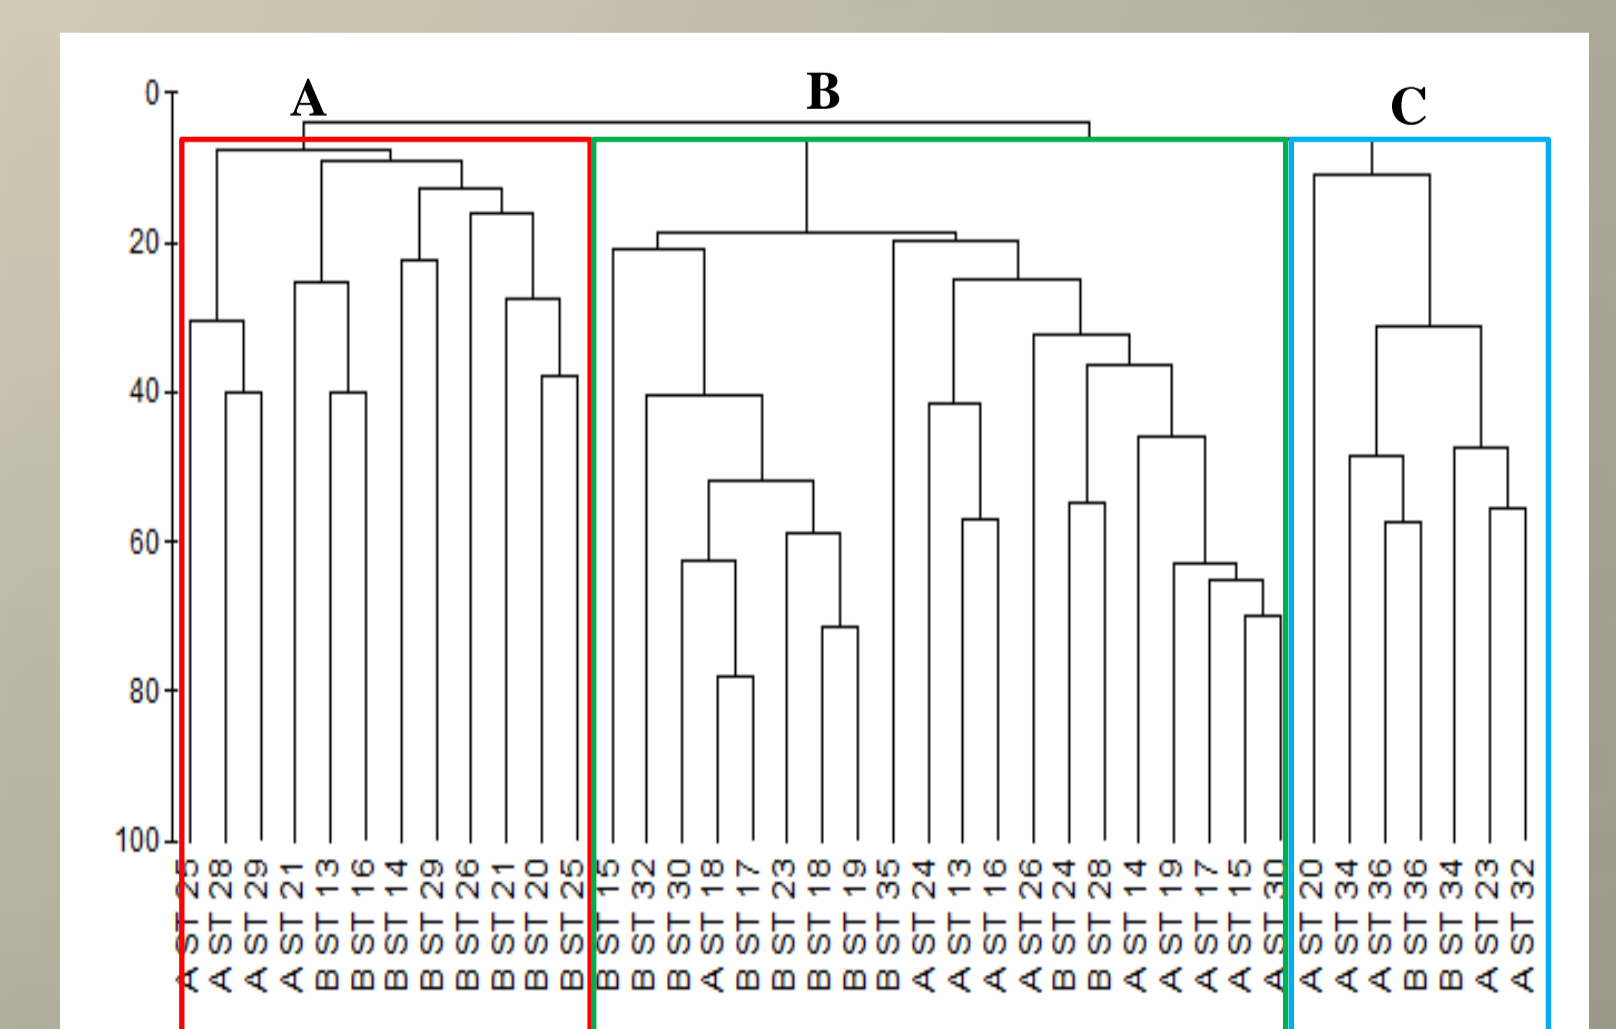 A
B
C
0
20
40
60
80
100
A ST 25
A ST 28
A ST 29
A ST 21
B ST 13
B ST 16
B ST 14
B ST 29
B ST 26
B ST 21
B ST 20
B ST 25
B ST 15
B ST 32
B ST 30
A ST 18
B ST 17
B ST 23
B ST 18
B ST 19
B ST 35
A ST 24
A ST 13
A ST 16
A ST 26
B ST 24
B ST 28
A ST 14
A ST 19
A ST 17
A ST 15
A ST 30
A ST 20
A ST 34
A ST 36
B ST 36
B ST 34
A ST 23
A ST 32